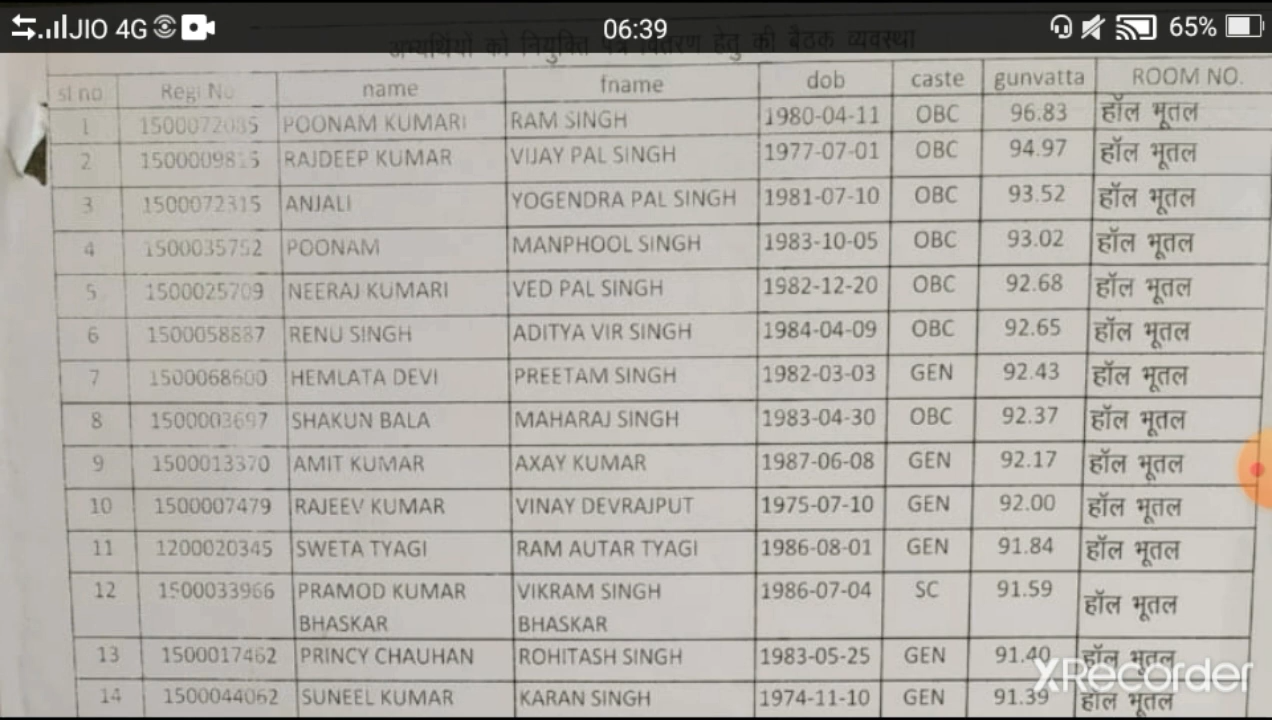 JIO 4G 06:39 65%
अभ्यर्थियों को नियुक्ति पत्र वितरण हेतु की बैठक व्यवस्था
sl no Regi No name fname dob caste gunvatta ROOM NO.
1 1500072085 POONAM KUMARI RAM SINGH 1980-04-11 OBC 96.83 हॉल भूतल
2 1500009815 RAJDEEP KUMAR VIJAY PAL SINGH 1977-07-01 OBC 94.97 हॉल भूतल
3 1500072315 ANJALI YOGENDRA PAL SINGH 1981-07-10 OBC 93.52 हॉल भूतल
4 1500035752 POONAM MANPHOOL SINGH 1983-10-05 OBC 93.02 हॉल भूतल
5 1500025709 NEERAJ KUMARI VED PAL SINGH 1982-12-20 OBC 92.68 हॉल भूतल
6 1500058887 RENU SINGH ADITYA VIR SINGH 1984-04-09 OBC 92.65 हॉल भूतल
7 1500068600 HEMLATA DEVI PREETAM SINGH 1982-03-03 GEN 92.43 हॉल भूतल
8 1500003697 SHAKUN BALA MAHARAJ SINGH 1983-04-30 OBC 92.37 हॉल भूतल
9 1500013370 AMIT KUMAR AXAY KUMAR 1987-06-08 GEN 92.17 हॉल भूतल
10 1500007479 RAJEEV KUMAR VINAY DEVRAJPUT 1975-07-10 GEN 92.00 हॉल भूतल
11 1200020345 SWETA TYAGI RAM AUTAR TYAGI 1986-08-01 GEN 91.84 हॉल भूतल
12 1500033966 PRAMOD KUMAR VIKRAM SINGH 1986-07-04 SC 91.59 हॉल भूतल
BHASKAR BHASKAR
13 1500017462 PRINCY CHAUHAN ROHITASH SINGH 1983-05-25 GEN 91.40 हॉल भूतल
14 1500044062 SUNEEL KUMAR KARAN SINGH 1974-11-10 GEN 91.39 हॉल भूतल
XRecorder